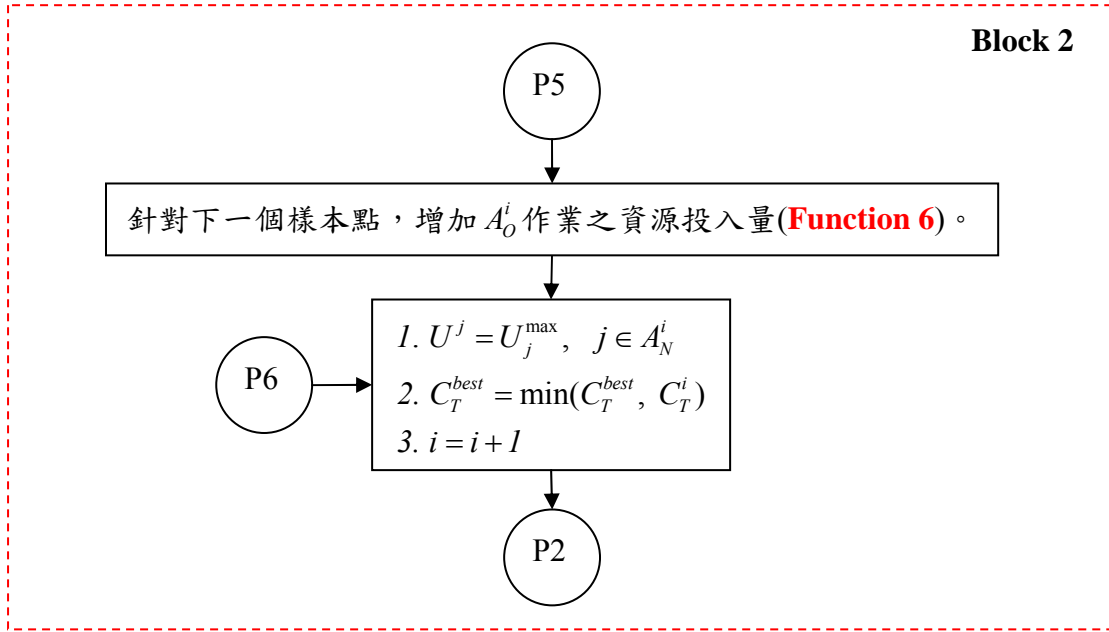 Block 2
P5
針對下一個樣本點，增加 $A_O^i$ 作業之資源投入量(Function 6)。
1. $U^j = U_j^{\max}, \ j \in A_N^i$
P6
2. $C_T^{best} = \min(C_T^{best}, C_T^i)$
3. $i = i + 1$
P2